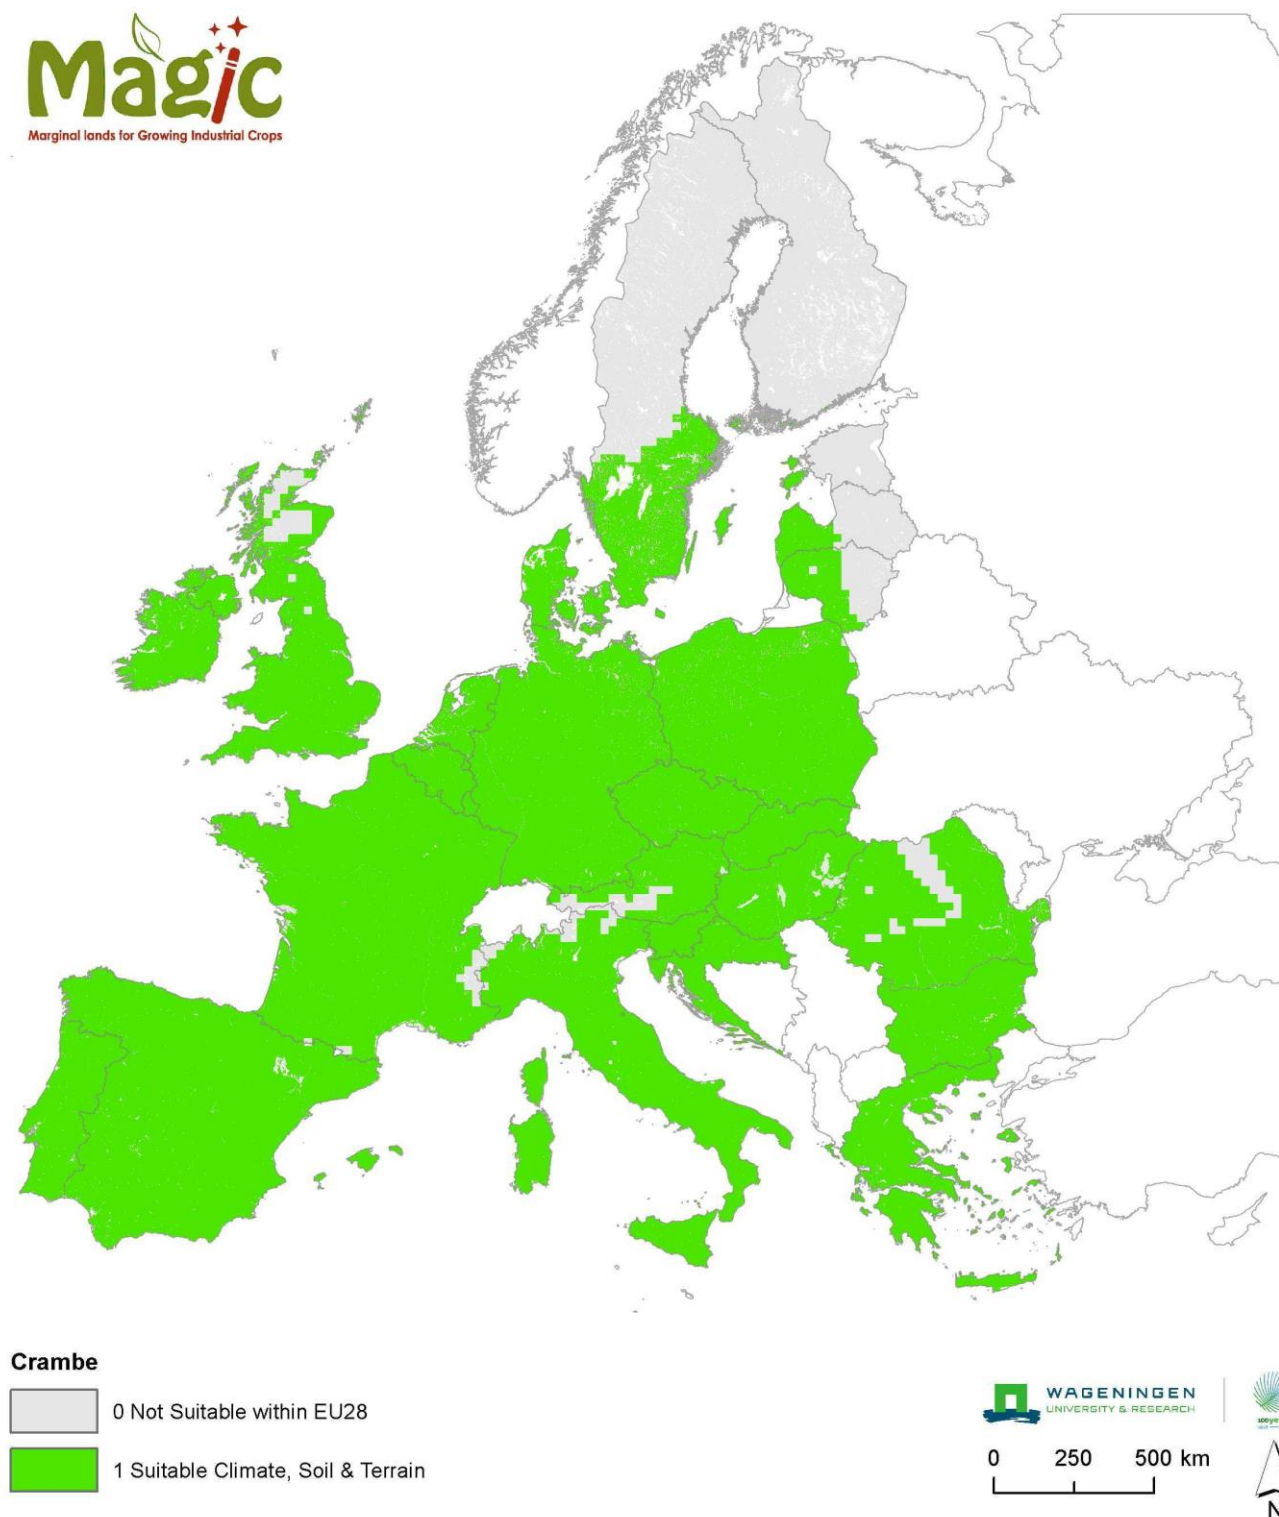 Magic
Marginal lands for Growing Industrial Crops
Crambe
0 Not Suitable within EU28
1 Suitable Climate, Soil & Terrain
WAGENINGEN
UNIVERSITY & RESEARCH
0 250 500 km
N